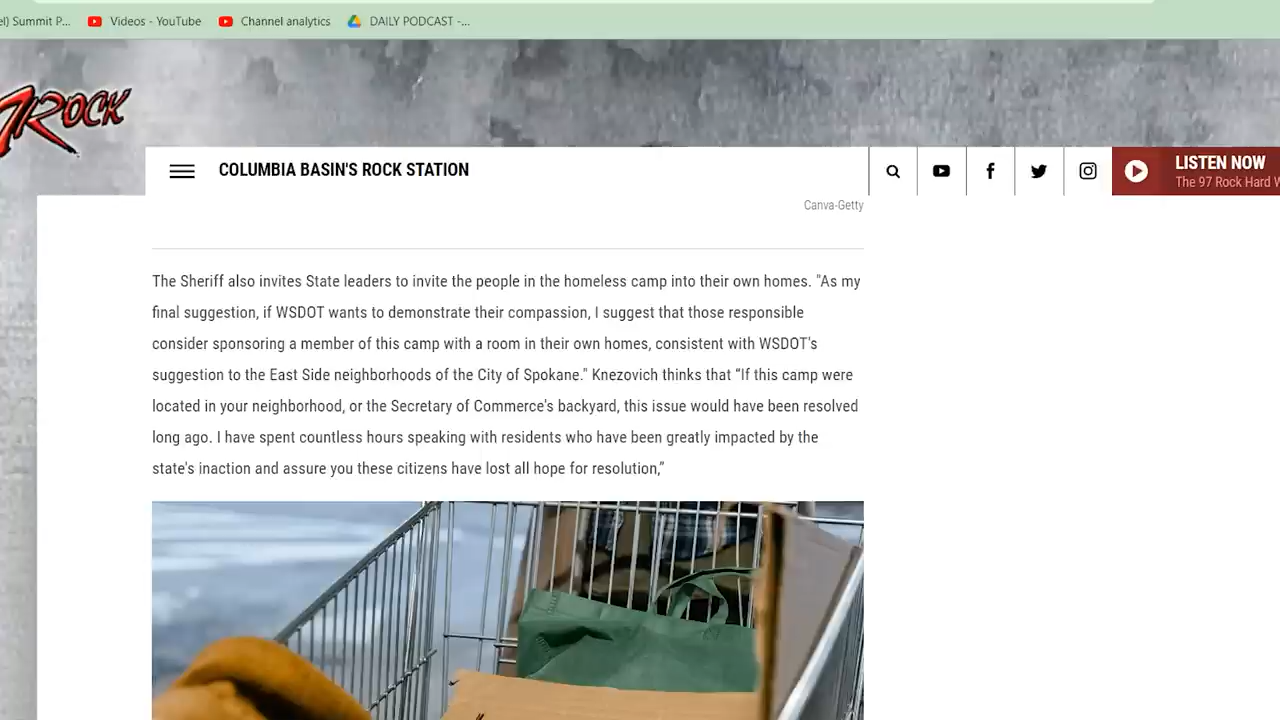 el) Summit P...
Videos - YouTube
Channel analytics
DAILY PODCAST -...
7Rock
COLUMBIA BASIN'S ROCK STATION
LISTEN NOW
The 97 Rock Hard W
Canva-Getty
The Sheriff also invites State leaders to invite the people in the homeless camp into their own homes. "As my
final suggestion, if WSDOT wants to demonstrate their compassion, I suggest that those responsible
consider sponsoring a member of this camp with a room in their own homes, consistent with WSDOT's
suggestion to the East Side neighborhoods of the City of Spokane." Knezovich thinks that “If this camp were
located in your neighborhood, or the Secretary of Commerce's backyard, this issue would have been resolved
long ago. I have spent countless hours speaking with residents who have been greatly impacted by the
state's inaction and assure you these citizens have lost all hope for resolution,”